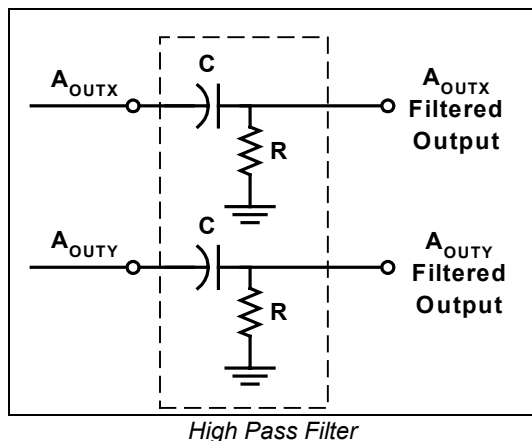 C
A_OUTX
A_OUTX
Filtered
Output
R
C
A_OUTY
A_OUTY
Filtered
Output
R
High Pass Filter